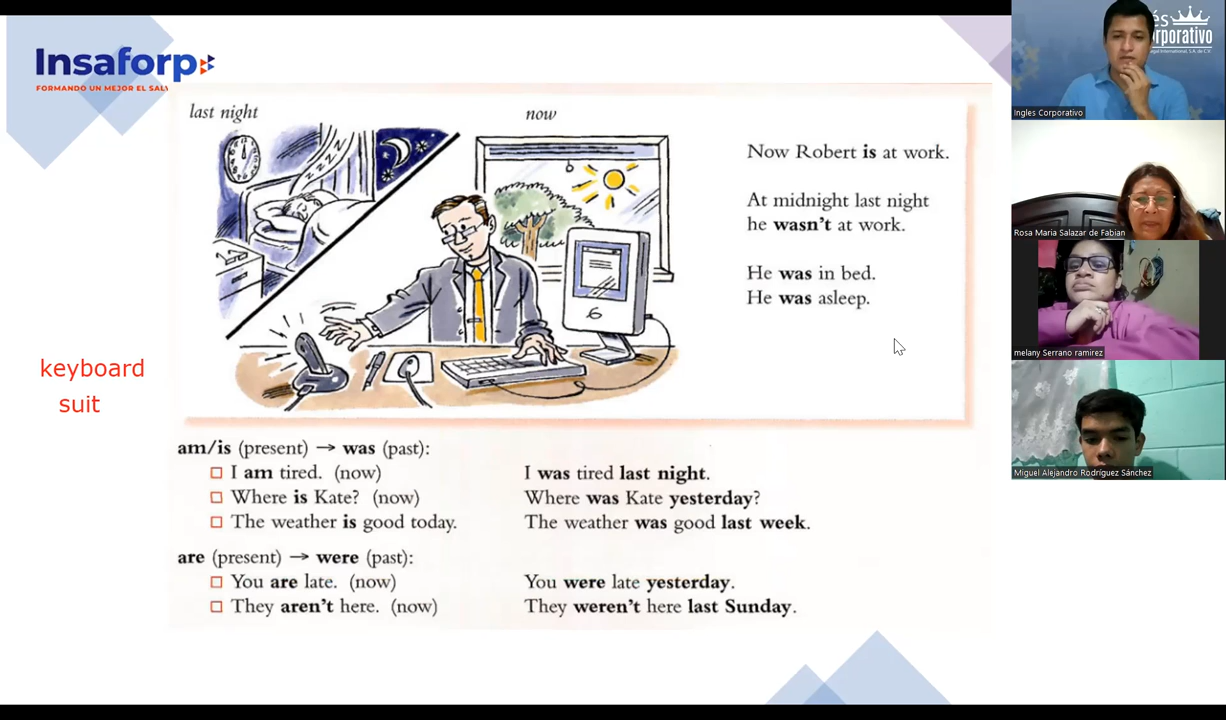 Insaforp
FORMANDO UN MEJOR EL SAL
last night
now
Now Robert is at work.
At midnight last night
he wasn't at work.
He was in bed.
He was asleep.
zzzz
keyboard
suit
am/is (present) → was (past):
I am tired. (now)
I was tired last night.
Where is Kate? (now)
Where was Kate yesterday?
The weather is good today.
The weather was good last week.
are (present) → were (past):
You are late. (now)
You were late yesterday.
They aren't here. (now)
They weren't here last Sunday.
és
orporativo
Ingles Corporativo
Rosa Maria Salazar de Fabian
melany Serrano ramirez
Miguel Alejandro Rodríguez Sánchez